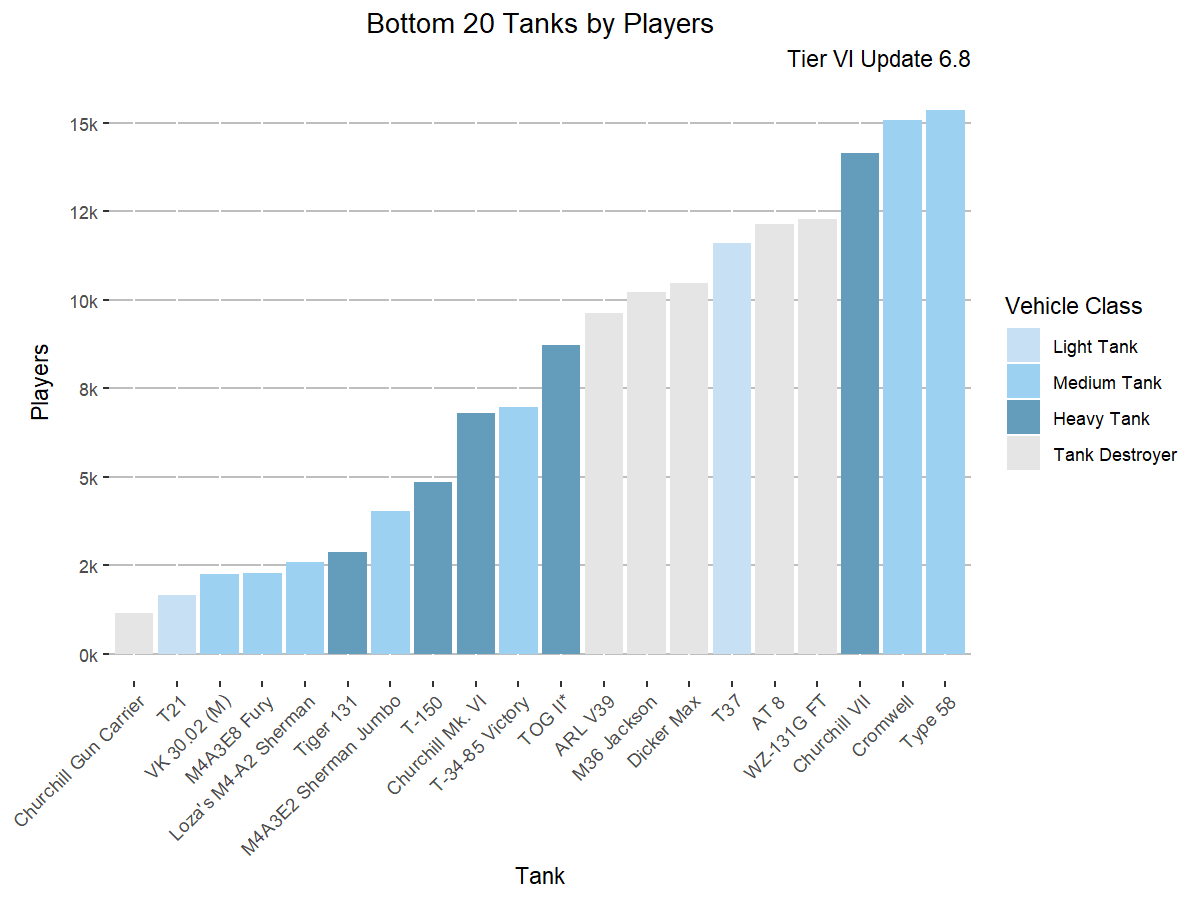 Bottom 20 Tanks by Players
Tier VI Update 6.8
15k
12k
10k
8k
5k
2k
0k
Players
Churchill Gun Carrier
T21
VK 30.02 (M)
M4A3E8 Fury
Loza's M4-A2 Sherman
Tiger 131
M4A3E2 Sherman Jumbo
T-150
Churchill Mk. VI
T-34-85 Victory
TOG II*
ARL V39
M36 Jackson
Dicker Max
T37
AT 8
WZ-131G FT
Churchill VII
Cromwell
Type 58
Tank
Vehicle Class
Light Tank
Medium Tank
Heavy Tank
Tank Destroyer